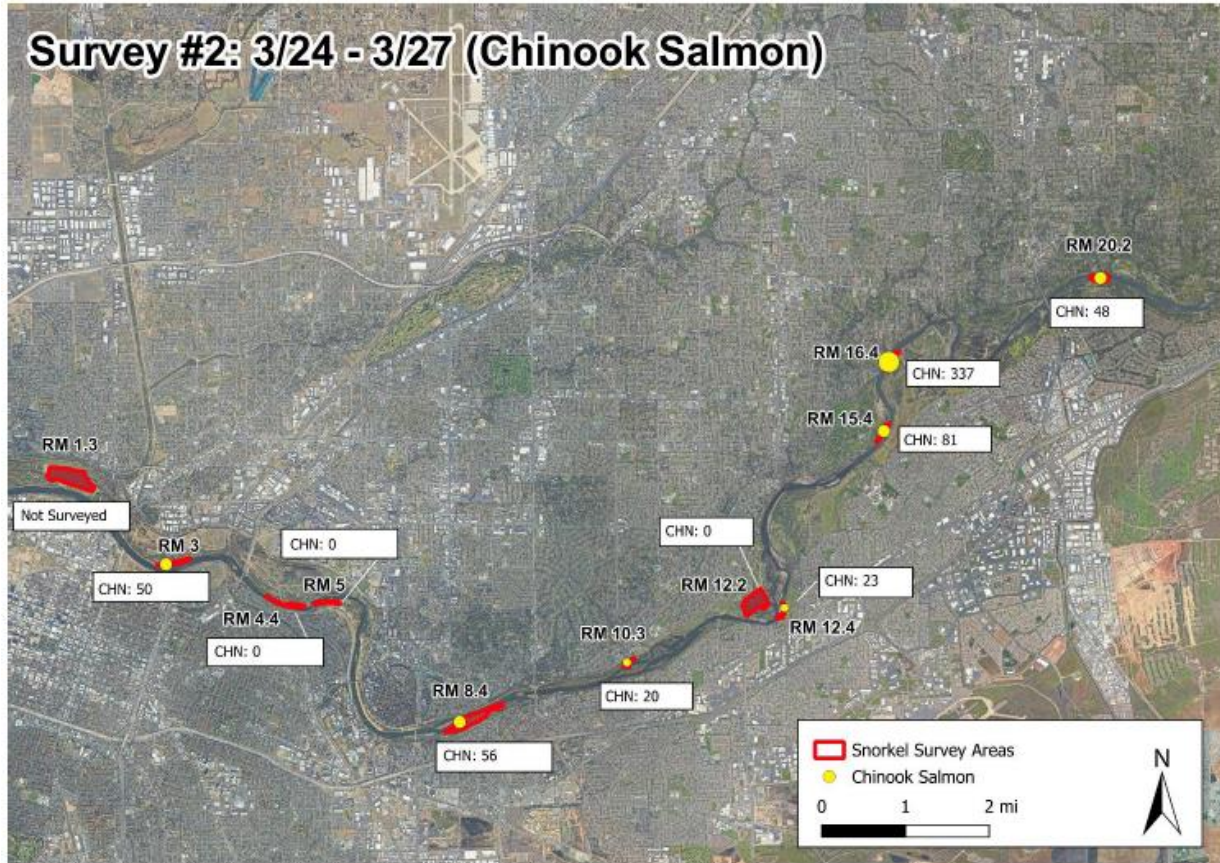 Survey #2: 3/24 - 3/27 (Chinook Salmon)
RM 20.2
CHN: 48
RM 16.4
CHN: 337
RM 15.4
CHN: 81
RM 1.3
Not Surveyed
RM 3
CHN: 50
CHN: 0
RM 5
RM 4.4
CHN: 0
CHN: 0
RM 12.2
CHN: 23
RM 12.4
RM 10.3
CHN: 20
RM 8.4
CHN: 56
Snorkel Survey Areas
Chinook Salmon
0 1 2 mi
N